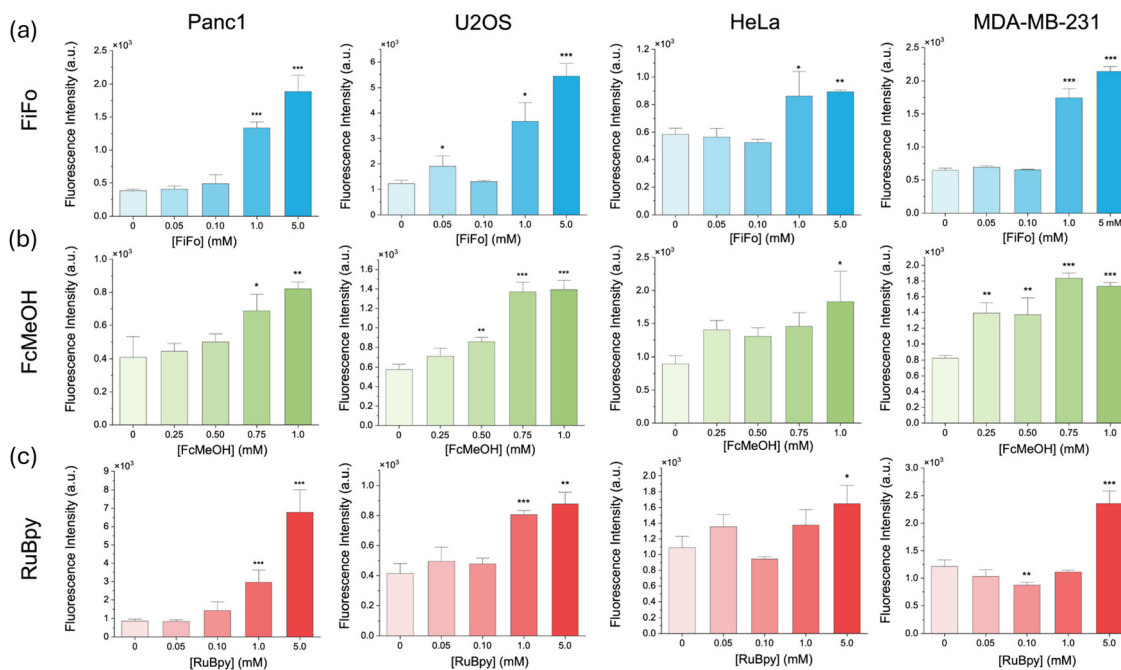 Panc1 U2OS HeLa MDA-MB-231
(a)
FiFo
×10³
Fluorescence Intensity (a.u.)
2.5
2.0
1.5
1.0
0.5
0.0
*** ***
0 0.05 0.10 1.0 5.0
[FiFo] (mM)
×10³
Fluorescence Intensity (a.u.)
6
5
4
3
2
1
0
* * ***
0 0.05 0.10 1.0 5.0
[FiFo] (mM)
×10³
Fluorescence Intensity (a.u.)
1.2
1.0
0.8
0.6
0.4
0.2
0.0
* **
0 0.05 0.10 1.0 5.0
[FiFo] (mM)
×10³
Fluorescence Intensity (a.u.)
2.5
2.0
1.5
1.0
0.5
0.0
*** ***
0 0.05 0.10 1.0 5 mM
[FiFo] (mM)
(b)
FcMeOH
×10³
Fluorescence Intensity (a.u.)
1.0
0.8
0.6
0.4
0.2
0.0
* **
0 0.25 0.50 0.75 1.0
[FcMeOH] (mM)
×10³
Fluorescence Intensity (a.u.)
1.6
1.4
1.2
1.0
0.8
0.6
0.4
0.2
0.0
** *** ***
0 0.25 0.50 0.75 1.0
[FcMeOH] (mM)
×10³
Fluorescence Intensity (a.u.)
2.5
2.0
1.5
1.0
0.5
0.0
*
0 0.25 0.50 0.75 1.0
[FcMeOH] (mM)
×10³
Fluorescence Intensity (a.u.)
2.0
1.8
1.6
1.4
1.2
1.0
0.8
0.6
0.4
0.2
0.0
** ** *** ***
0 0.25 0.50 0.75 1.0
[FcMeOH] (mM)
(c)
RuBpy
×10³
Fluorescence Intensity (a.u.)
9
8
7
6
5
4
3
2
1
0
*** ***
0 0.05 0.10 1.0 5.0
[RuBpy] (mM)
×10³
Fluorescence Intensity (a.u.)
1.0
0.8
0.6
0.4
0.2
0.0
*** **
0 0.05 0.10 1.0 5.0
[RuBpy] (mM)
×10³
Fluorescence Intensity (a.u.)
2.0
1.8
1.6
1.4
1.2
1.0
0.8
0.6
0.4
0.2
0.0
*
0 0.05 0.10 1.0 5.0
[RuBpy] (mM)
×10³
Fluorescence Intensity (a.u.)
3.0
2.5
2.0
1.5
1.0
0.5
0.0
** ***
0 0.05 0.10 1.0 5.0
[RuBpy] (mM)